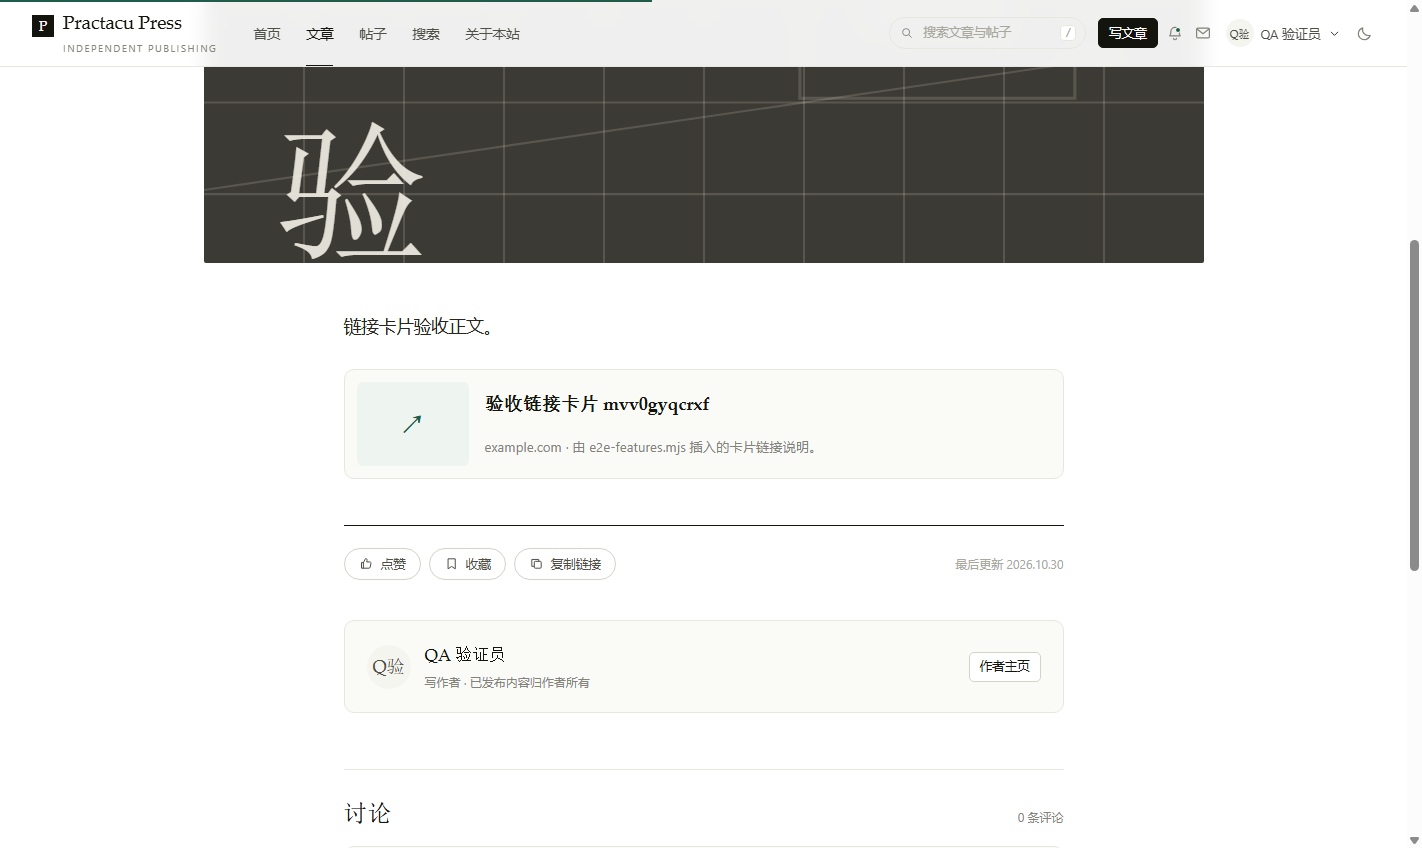 P Practacu Press
INDEPENDENT PUBLISHING
首页 文章 帖子 搜索 关于本站
搜索文章与帖子 /
写文章
Q验 QA 验证员
验
链接卡片验收正文。
验收链接卡片 mvv0gyqcrxf
example.com · 由 e2e-features.mjs 插入的卡片链接说明。
点赞 收藏 复制链接 最后更新 2026.10.30
Q验 QA 验证员
写作者 · 已发布内容归作者所有
作者主页
讨论 0 条评论